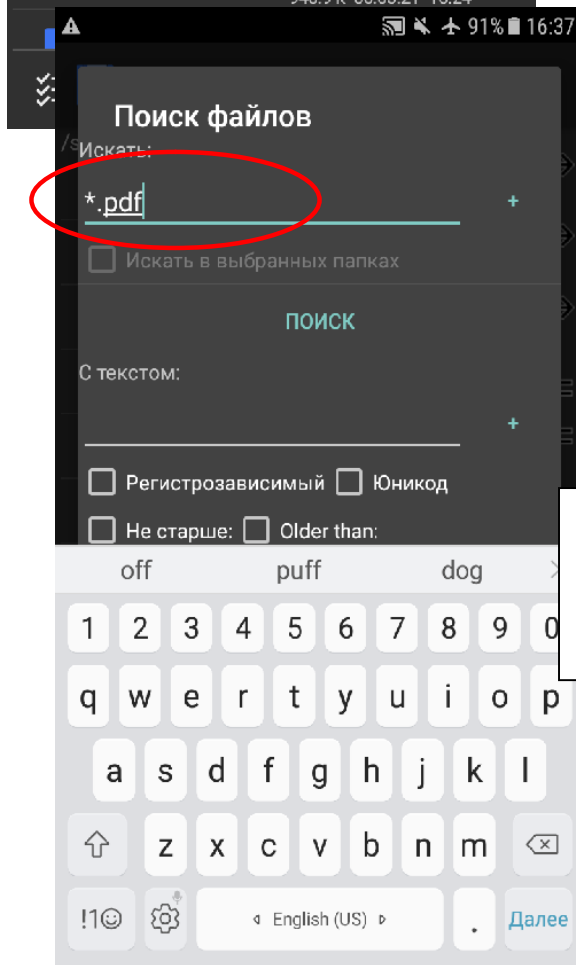 91% 16:37
Поиск файлов
Искать:
*.pdf
+
Искать в выбранных папках
ПОИСК
С текстом:
+
Регистрозависимый Юникод
Не старше: Older than:
off puff dog
1 2 3 4 5 6 7 8 9 0
q w e r t y u i o p
a s d f g h j k l
z x c v b n m
!1☺ English (US) . Далее